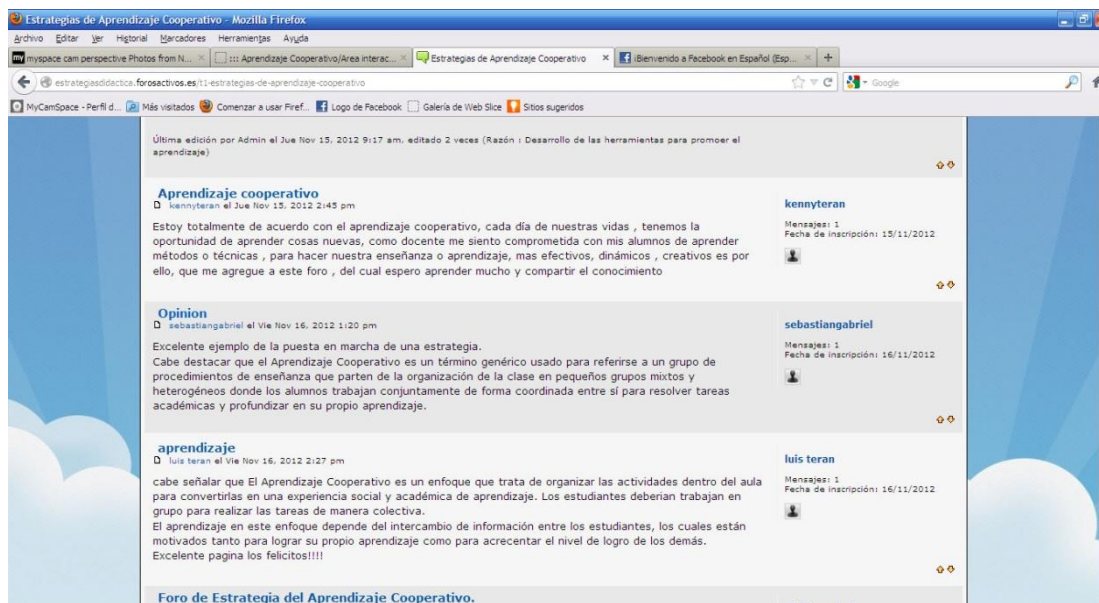 Estrategias de Aprendizaje Cooperativo - Mozilla Firefox
Archivo Editar Ver Historial Marcadores Herramientas Ayuda
my myspace cam perspective Photos from N... ::: Aprendizaje Cooperativo/Area interac... Estrategias de Aprendizaje Cooperativo ¡Bienvenido a Facebook en Español (Esp...
estrategiasdidactica.forosactivos.es/t1-estrategias-de-aprendizaje-cooperativo Google
MyCamSpace - Perfil d... Más visitados Comenzar a usar Firef... Logo de Facebook Galería de Web Slice Sitios sugeridos
Última edición por Admin el Jue Nov 15, 2012 9:17 am, editado 2 veces (Razón : Desarrollo de las herramientas para promoer el
aprendizaje)
Aprendizaje cooperativo
kennyteran el Jue Nov 15, 2012 2:45 pm
Estoy totalmente de acuerdo con el aprendizaje cooperativo, cada día de nuestras vidas , tenemos la
oportunidad de aprender cosas nuevas, como docente me siento comprometida con mis alumnos de aprender
métodos o técnicas , para hacer nuestra enseñanza o aprendizaje, mas efectivos, dinámicos , creativos es por
ello, que me agregue a este foro , del cual espero aprender mucho y compartir el conocimiento
kennyteran
Mensajes: 1
Fecha de inscripción: 15/11/2012
Opinion
sebastiangabriel el Vie Nov 16, 2012 1:20 pm
Excelente ejemplo de la puesta en marcha de una estrategia.
Cabe destacar que el Aprendizaje Cooperativo es un término genérico usado para referirse a un grupo de
procedimientos de enseñanza que parten de la organización de la clase en pequeños grupos mixtos y
heterogéneos donde los alumnos trabajan conjuntamente de forma coordinada entre sí para resolver tareas
académicas y profundizar en su propio aprendizaje.
sebastiangabriel
Mensajes: 1
Fecha de inscripción: 16/11/2012
aprendizaje
luis teran el Vie Nov 16, 2012 2:27 pm
cabe señalar que El Aprendizaje Cooperativo es un enfoque que trata de organizar las actividades dentro del aula
para convertirlas en una experiencia social y académica de aprendizaje. Los estudiantes deberian trabajan en
grupo para realizar las tareas de manera colectiva.
El aprendizaje en este enfoque depende del intercambio de información entre los estudiantes, los cuales están
motivados tanto para lograr su propio aprendizaje como para acrecentar el nivel de logro de los demás.
Excelente pagina los felicitos!!!!
luis teran
Mensajes: 1
Fecha de inscripción: 16/11/2012
Foro de Estrategia del Aprendizaje Cooperativo.